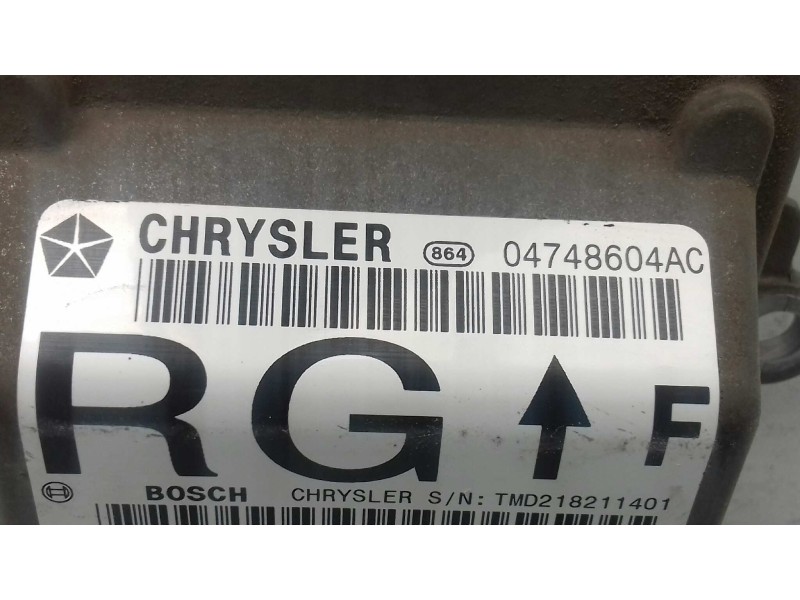 CHRYSLER 864 04748604AC
RG F
BOSCH CHRYSLER S/N: TMD218211401